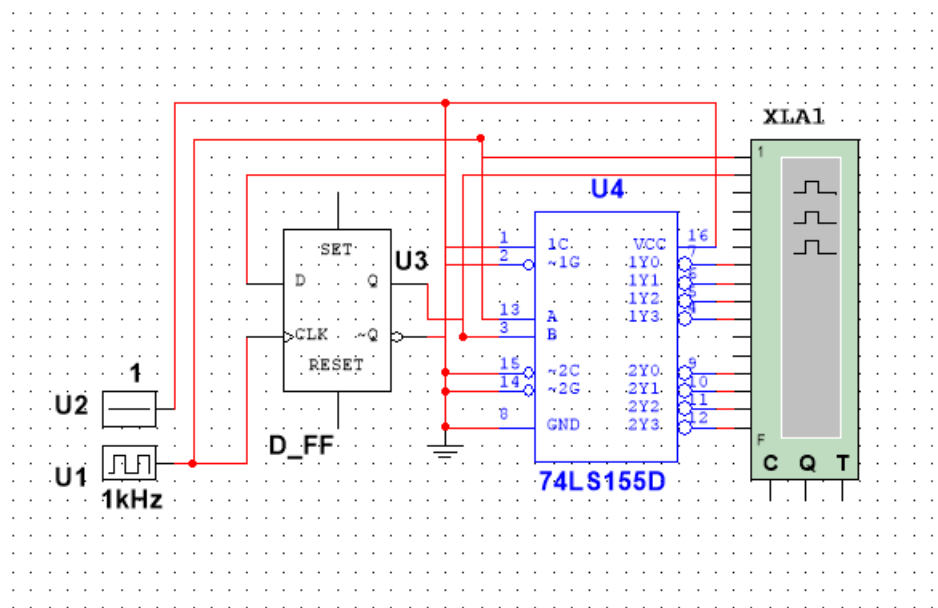 XLA1
1
U4
1
2
13
3
15
14
8
1C
~1G
A
B
~2C
~2G
GND
VCC
1Y0
1Y1
1Y2
1Y3
2Y0
2Y1
2Y2
2Y3
16
7
6
5
4
9
10
11
12
74LS155D
SET
D Q
CLK ~Q
RESET
U3
D_FF
1
U2
U1
1kHz
F
C Q T